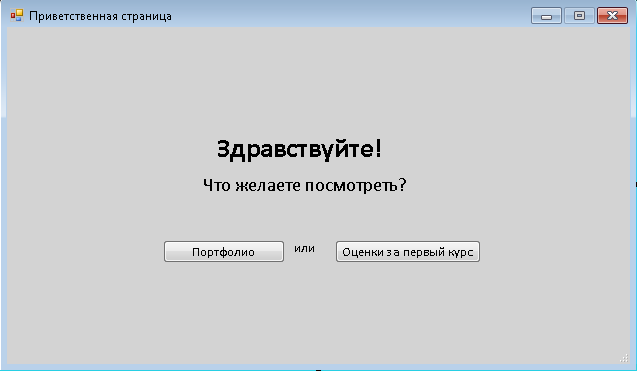 Приветственная страница
Здравствуйте!
Что желаете посмотреть?
Портфолио или Оценки за первый курс